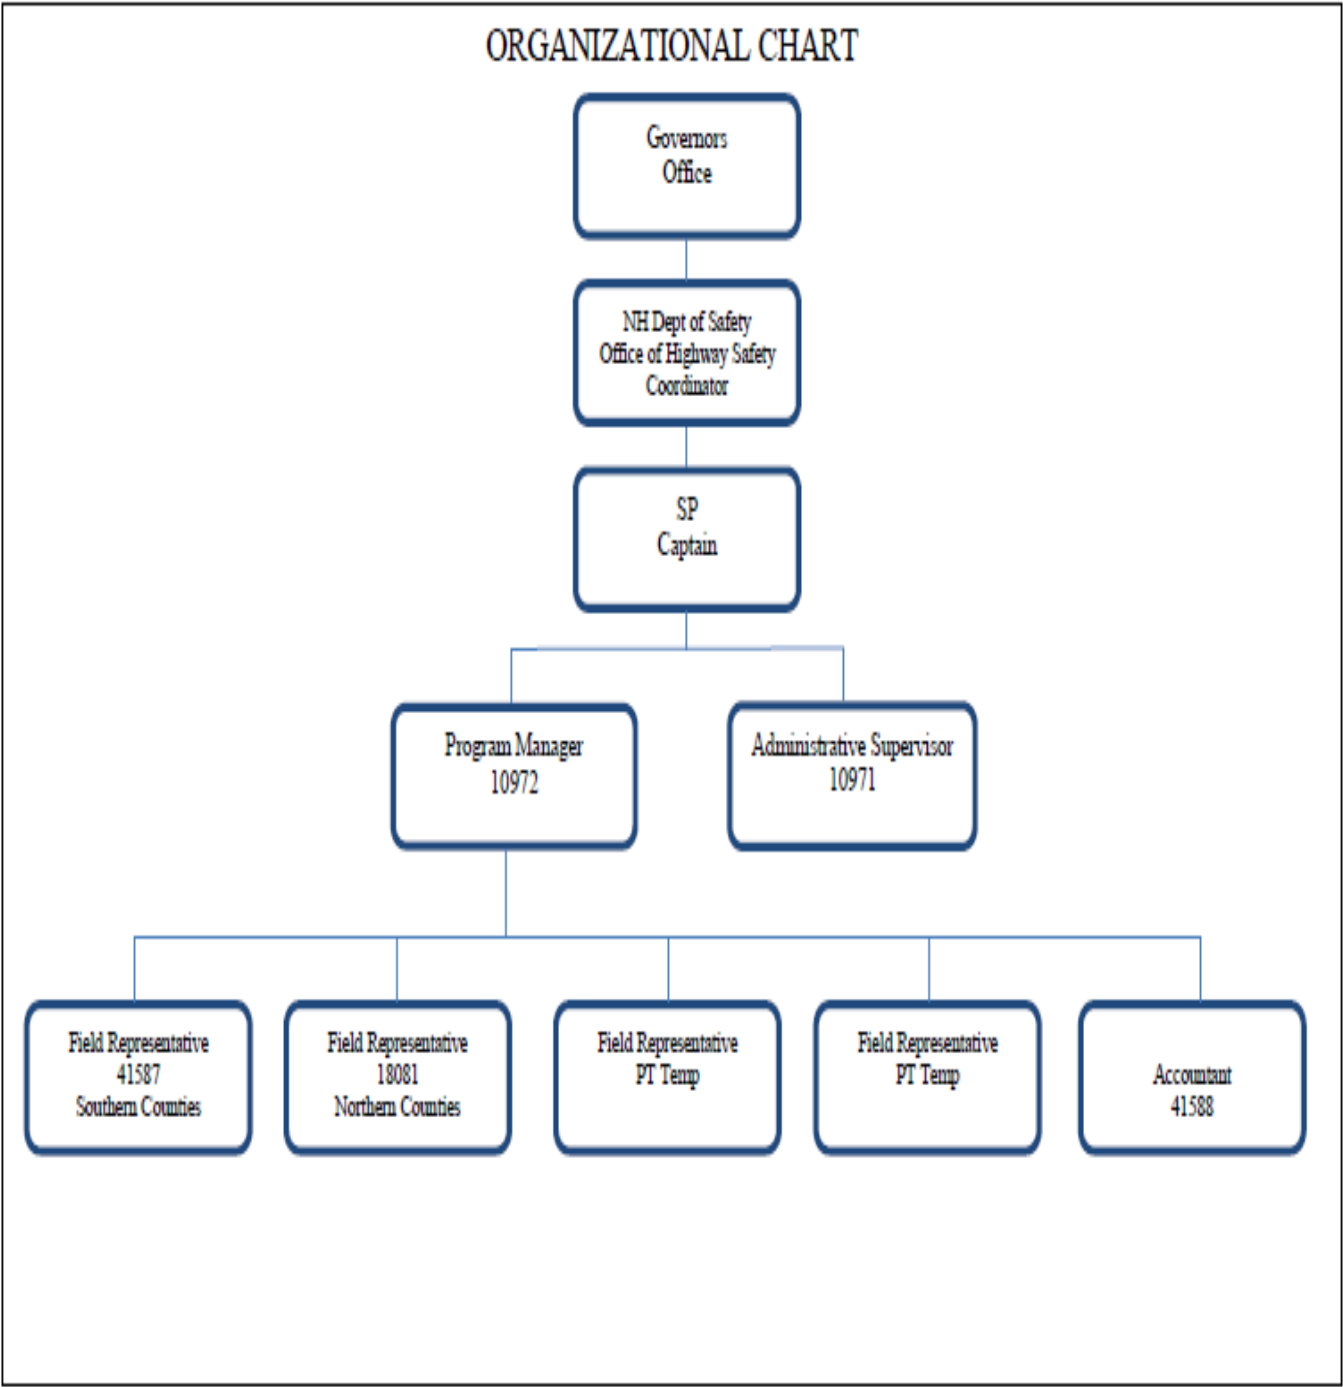 ORGANIZATIONAL CHART
Governors
Office
NH Dept of Safety
Office of Highway Safety
Coordinator
SP
Captain
Program Manager
10972
Administrative Supervisor
10971
Field Representative
41587
Southern Counties
Field Representative
18081
Northern Counties
Field Representative
PT Temp
Field Representative
PT Temp
Accountant
41588